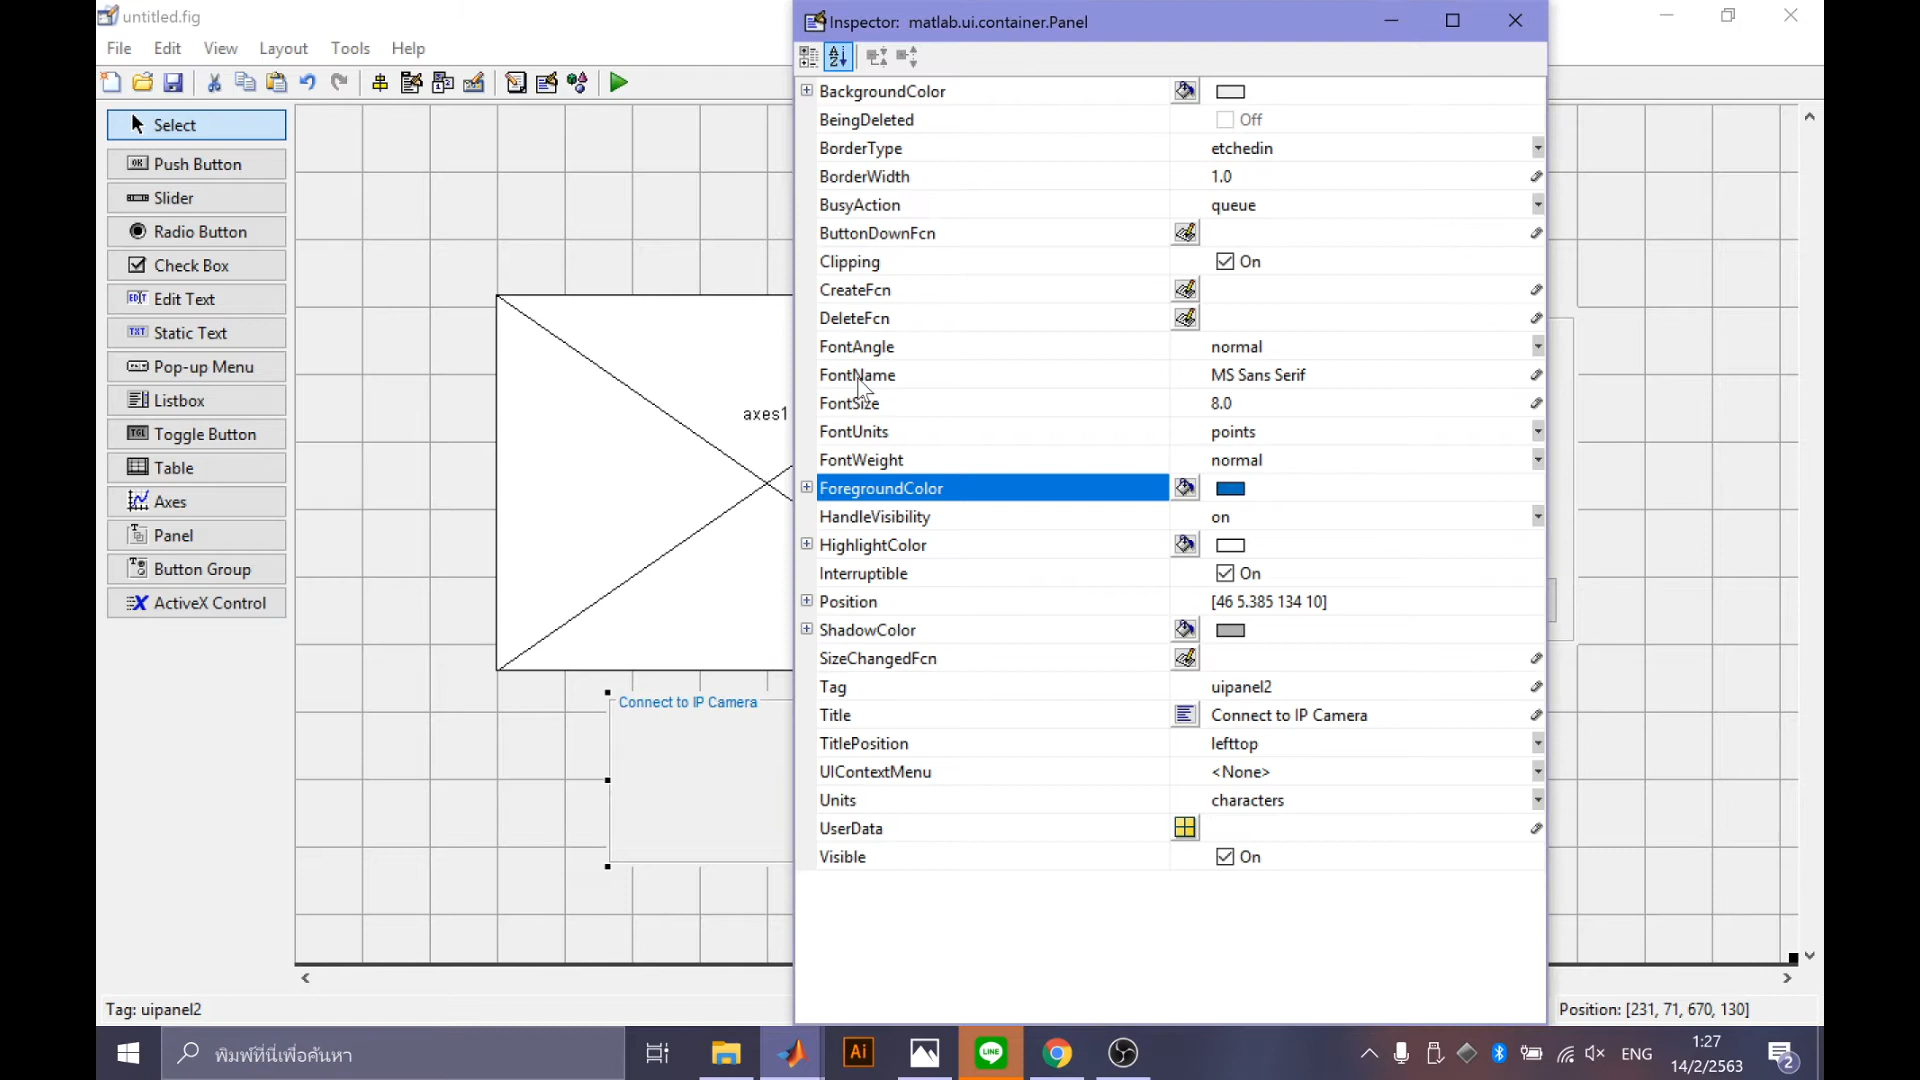 untitled.fig
File Edit View Layout Tools Help
Select
Push Button
Slider
Radio Button
Check Box
Edit Text
Static Text
Pop-up Menu
Listbox
Toggle Button
Table
Axes
Panel
Button Group
ActiveX Control
axes1
Connect to IP Camera
Tag: uipanel2
Position: [231, 71, 670, 130]
Inspector: matlab.ui.container.Panel
BackgroundColor
BeingDeleted Off
BorderType etchedin
BorderWidth 1.0
BusyAction queue
ButtonDownFcn
Clipping On
CreateFcn
DeleteFcn
FontAngle normal
FontName MS Sans Serif
FontSize 8.0
FontUnits points
FontWeight normal
ForegroundColor
HandleVisibility on
HighlightColor
Interruptible On
Position [46 5.385 134 10]
ShadowColor
SizeChangedFcn
Tag uipanel2
Title Connect to IP Camera
TitlePosition lefttop
UIContextMenu <None>
Units characters
UserData
Visible On
พิมพ์ที่นี่เพื่อค้นหา
Ai
LINE
ENG
1:27
14/2/2563
2